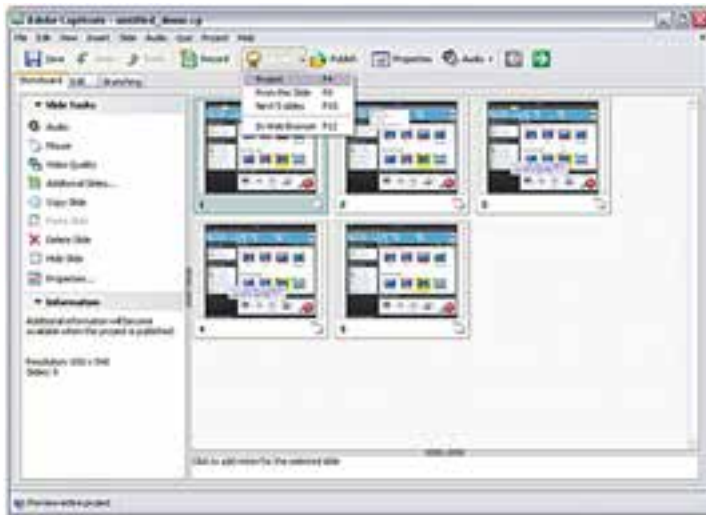 Adobe Captivate - untitled_demo.cp
File Edit View Insert Slide Audio Quiz Project Help
Save Record Publish Properties Audio
Storyboard Edit Branching
Project F4
From this Slide F8
Next 5 slides F10
In Web Browser F12
Slide Tasks
Audio
Mouse
Video Quality
Additional Slides...
Copy Slide
Paste Slide
Delete Slide
Hide Slide
Properties...
Information
Additional information will become
available when the project is published
Slides: 5
1
2
3
4
5
Click to add notes for the selected slide
Preview entire project